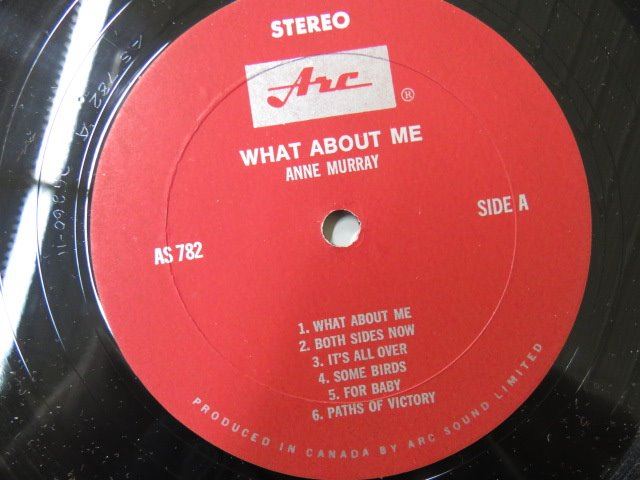 STEREO
Arc ®
WHAT ABOUT ME
ANNE MURRAY
SIDE A
AS 782
1. WHAT ABOUT ME
2. BOTH SIDES NOW
3. IT'S ALL OVER
4. SOME BIRDS
5. FOR BABY
6. PATHS OF VICTORY
PRODUCED IN CANADA BY ARC SOUND LIMITED